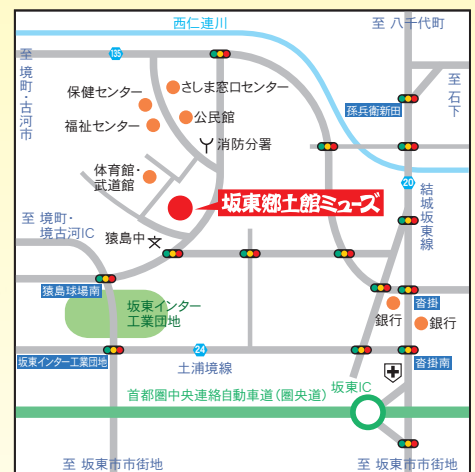 西仁連川
至 八千代町
至 境町・古河市
135
さしま窓口センター
保健センター
公民館
福祉センター
消防分署
至 石下
孫兵衛新田
体育館・
武道館
20
結城坂東線
坂東郷土館ミューズ
至 境町・
境古河IC
猿島中
文
猿島球場南
坂東インター
工業団地
沓掛
銀行
銀行
坂東インター工業団地
24
土浦境線
沓掛南
坂東IC
首都圏中央連絡自動車道(圏央道)
至 坂東市市街地
至 坂東市市街地